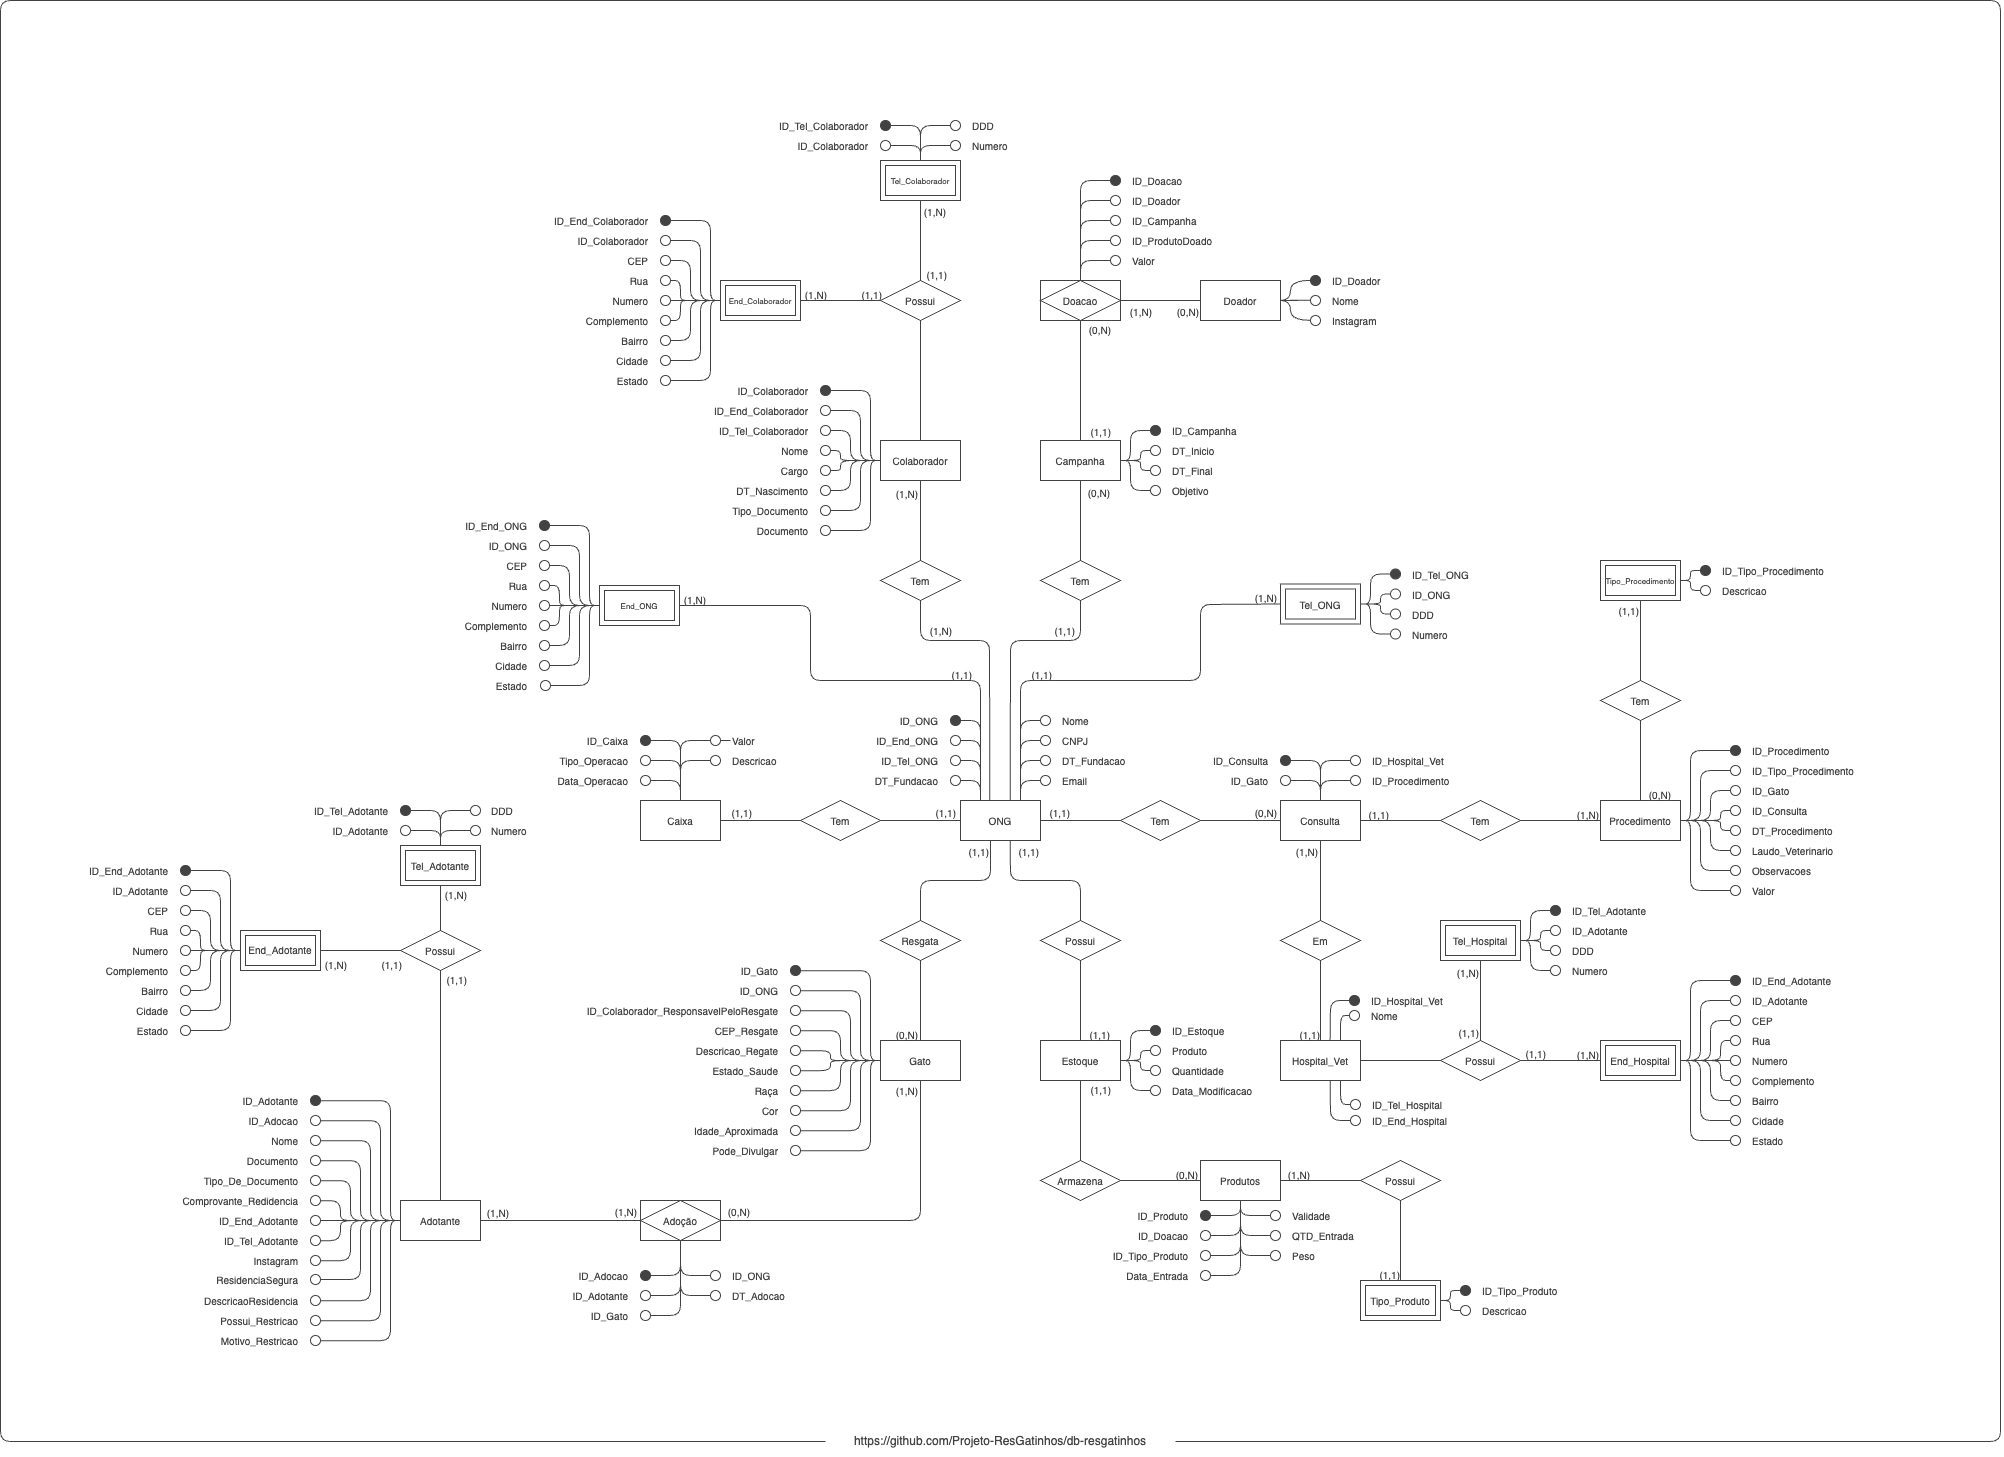 ID_Tel_Colaborador
DDD
ID_Colaborador
Numero
Tel_Colaborador
(1,N)
(1,1)
ID_End_Colaborador
ID_Colaborador
CEP
Rua
Numero
Complemento
Bairro
Cidade
Estado
End_Colaborador
(1,N)
(1,1)
Possui
ID_Doacao
ID_Doador
ID_Campanha
ID_ProdutoDoado
Valor
Doacao
(1,N)
(0,N)
(0,N)
Doador
ID_Doador
Nome
Instagram
ID_Colaborador
ID_End_Colaborador
ID_Tel_Colaborador
Nome
Cargo
DT_Nascimento
Tipo_Documento
Documento
Colaborador
(1,N)
(1,1)
Campanha
(0,N)
ID_Campanha
DT_Inicio
DT_Final
Objetivo
ID_End_ONG
ID_ONG
CEP
Rua
Numero
Complemento
Bairro
Cidade
Estado
End_ONG
(1,N)
Tem
(1,N)
Tem
(1,1)
(1,1)
(1,1)
(1,N)
Tel_ONG
ID_Tel_ONG
ID_ONG
DDD
Numero
Tipo_Procedimento
ID_Tipo_Procedimento
Descricao
(1,1)
Tem
(0,N)
ID_Caixa
Tipo_Operacao
Data_Operacao
Valor
Descricao
Caixa
(1,1)
Tem
(1,1)
ID_ONG
ID_End_ONG
ID_Tel_ONG
DT_Fundacao
Nome
CNPJ
DT_Fundacao
Email
ONG
(1,1)
(1,1)
(1,1)
Tem
(0,N)
ID_Consulta
ID_Gato
ID_Hospital_Vet
ID_Procedimento
Consulta
(1,1)
(1,N)
Tem
(1,N)
Procedimento
ID_Procedimento
ID_Tipo_Procedimento
ID_Gato
ID_Consulta
DT_Procedimento
Laudo_Veterinario
Observacoes
Valor
ID_Tel_Adotante
DDD
ID_Adotante
Numero
Tel_Adotante
(1,N)
ID_End_Adotante
ID_Adotante
CEP
Rua
Numero
Complemento
Bairro
Cidade
Estado
End_Adotante
(1,N)
(1,1)
Possui
(1,1)
Resgata
Possui
Em
Tel_Hospital
(1,N)
ID_Tel_Adotante
ID_Adotante
DDD
Numero
ID_Gato
ID_ONG
ID_Colaborador_ResponsavelPeloResgate
CEP_Resgate
Descricao_Regate
Estado_Saude
Raça
Cor
Idade_Aproximada
Pode_Divulgar
(0,N)
Gato
(1,N)
(1,1)
Estoque
(1,1)
ID_Estoque
Produto
Quantidade
Data_Modificacao
(1,1)
Hospital_Vet
ID_Hospital_Vet
Nome
ID_Tel_Hospital
ID_End_Hospital
(1,1)
Possui
(1,1)
(1,N)
End_Hospital
ID_End_Adotante
ID_Adotante
CEP
Rua
Numero
Complemento
Bairro
Cidade
Estado
ID_Adotante
ID_Adocao
Nome
Documento
Tipo_De_Documento
Comprovante_Redidencia
ID_End_Adotante
ID_Tel_Adotante
Instagram
ResidenciaSegura
DescricaoResidencia
Possui_Restricao
Motivo_Restricao
Adotante
(1,N)
(1,N)
Adoção
(0,N)
ID_Adocao
ID_Adotante
ID_Gato
ID_ONG
DT_Adocao
Armazena
(0,N)
Produtos
(1,N)
Possui
ID_Produto
ID_Doacao
ID_Tipo_Produto
Data_Entrada
Validade
QTD_Entrada
Peso
(1,1)
Tipo_Produto
ID_Tipo_Produto
Descricao
https://github.com/Projeto-ResGatinhos/db-resgatinhos